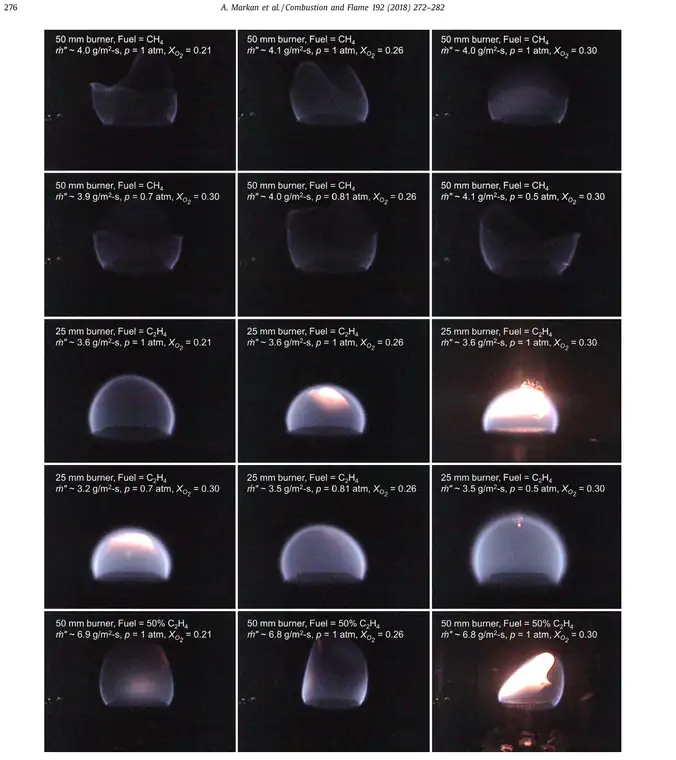 276
A. Markan et al. / Combustion and Flame 192 (2018) 272–282
50 mm burner, Fuel = CH4
ṁ″ ~ 4.0 g/m²-s, p = 1 atm, XO2 = 0.21
50 mm burner, Fuel = CH4
ṁ″ ~ 4.1 g/m²-s, p = 1 atm, XO2 = 0.26
50 mm burner, Fuel = CH4
ṁ″ ~ 4.0 g/m²-s, p = 1 atm, XO2 = 0.30
50 mm burner, Fuel = CH4
ṁ″ ~ 3.9 g/m²-s, p = 0.7 atm, XO2 = 0.30
50 mm burner, Fuel = CH4
ṁ″ ~ 4.0 g/m²-s, p = 0.81 atm, XO2 = 0.26
50 mm burner, Fuel = CH4
ṁ″ ~ 4.1 g/m²-s, p = 0.5 atm, XO2 = 0.30
25 mm burner, Fuel = C2H4
ṁ″ ~ 3.6 g/m²-s, p = 1 atm, XO2 = 0.21
25 mm burner, Fuel = C2H4
ṁ″ ~ 3.6 g/m²-s, p = 1 atm, XO2 = 0.26
25 mm burner, Fuel = C2H4
ṁ″ ~ 3.6 g/m²-s, p = 1 atm, XO2 = 0.30
25 mm burner, Fuel = C2H4
ṁ″ ~ 3.2 g/m²-s, p = 0.7 atm, XO2 = 0.30
25 mm burner, Fuel = C2H4
ṁ″ ~ 3.5 g/m²-s, p = 0.81 atm, XO2 = 0.26
25 mm burner, Fuel = C2H4
ṁ″ ~ 3.5 g/m²-s, p = 0.5 atm, XO2 = 0.30
50 mm burner, Fuel = 50% C2H4
ṁ″ ~ 6.9 g/m²-s, p = 1 atm, XO2 = 0.21
50 mm burner, Fuel = 50% C2H4
ṁ″ ~ 6.8 g/m²-s, p = 1 atm, XO2 = 0.26
50 mm burner, Fuel = 50% C2H4
ṁ″ ~ 6.8 g/m²-s, p = 1 atm, XO2 = 0.30